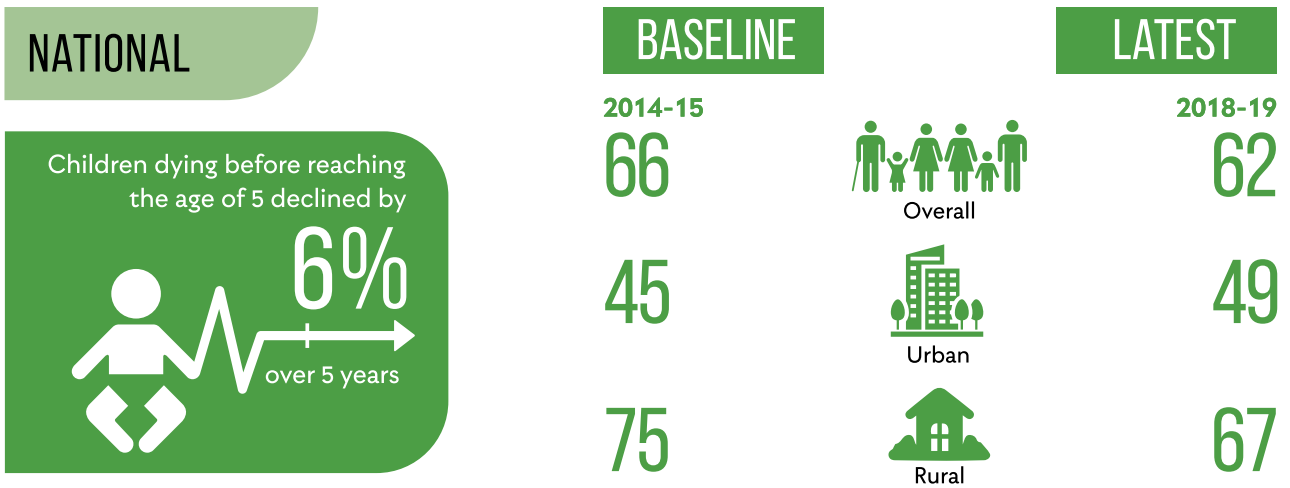 NATIONAL
Children dying before reaching
the age of 5 declined by
6%
over 5 years
BASELINE
LATEST
2014-15
2018-19
66
Overall
62
45
Urban
49
75
Rural
67